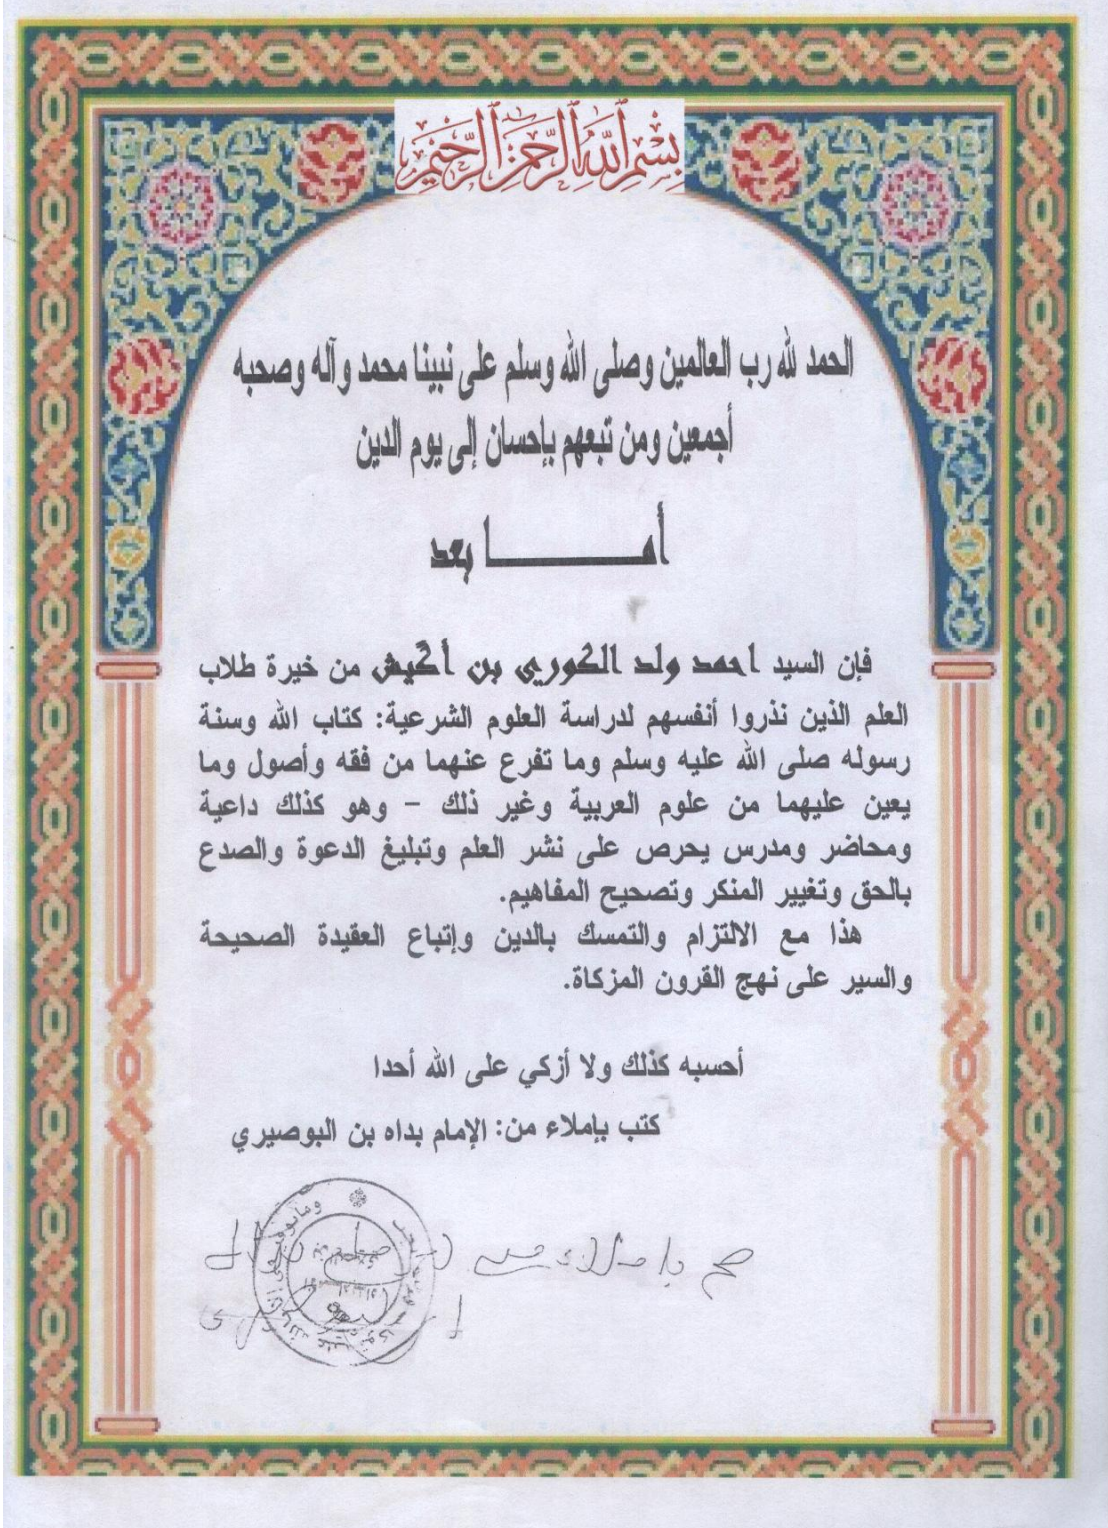 بسم الله الرحمن الرحيم
الحمد لله رب العالمين وصلى الله وسلم على نبينا محمد وآله وصحبه
أجمعين ومن تبعهم بإحسان إلى يوم الدين
أمـــــا بعد
فإن السيد احمد ولد الكوري بن أگيش من خيرة طلاب
العلم الذين نذروا أنفسهم لدراسة العلوم الشرعية: كتاب الله وسنة
رسوله صلى الله عليه وسلم وما تفرع عنهما من فقه وأصول وما
يعين عليهما من علوم العربية وغير ذلك – وهو كذلك داعية
ومحاضر ومدرس يحرص على نشر العلم وتبليغ الدعوة والصدع
بالحق وتغيير المنكر وتصحيح المفاهيم.
هذا مع الالتزام والتمسك بالدين وإتباع العقيدة الصحيحة
والسير على نهج القرون المزكاة.
أحسبه كذلك ولا أزكي على الله أحدا
كتب بإملاء من: الإمام بداه بن البوصيري
صح بإملاء من